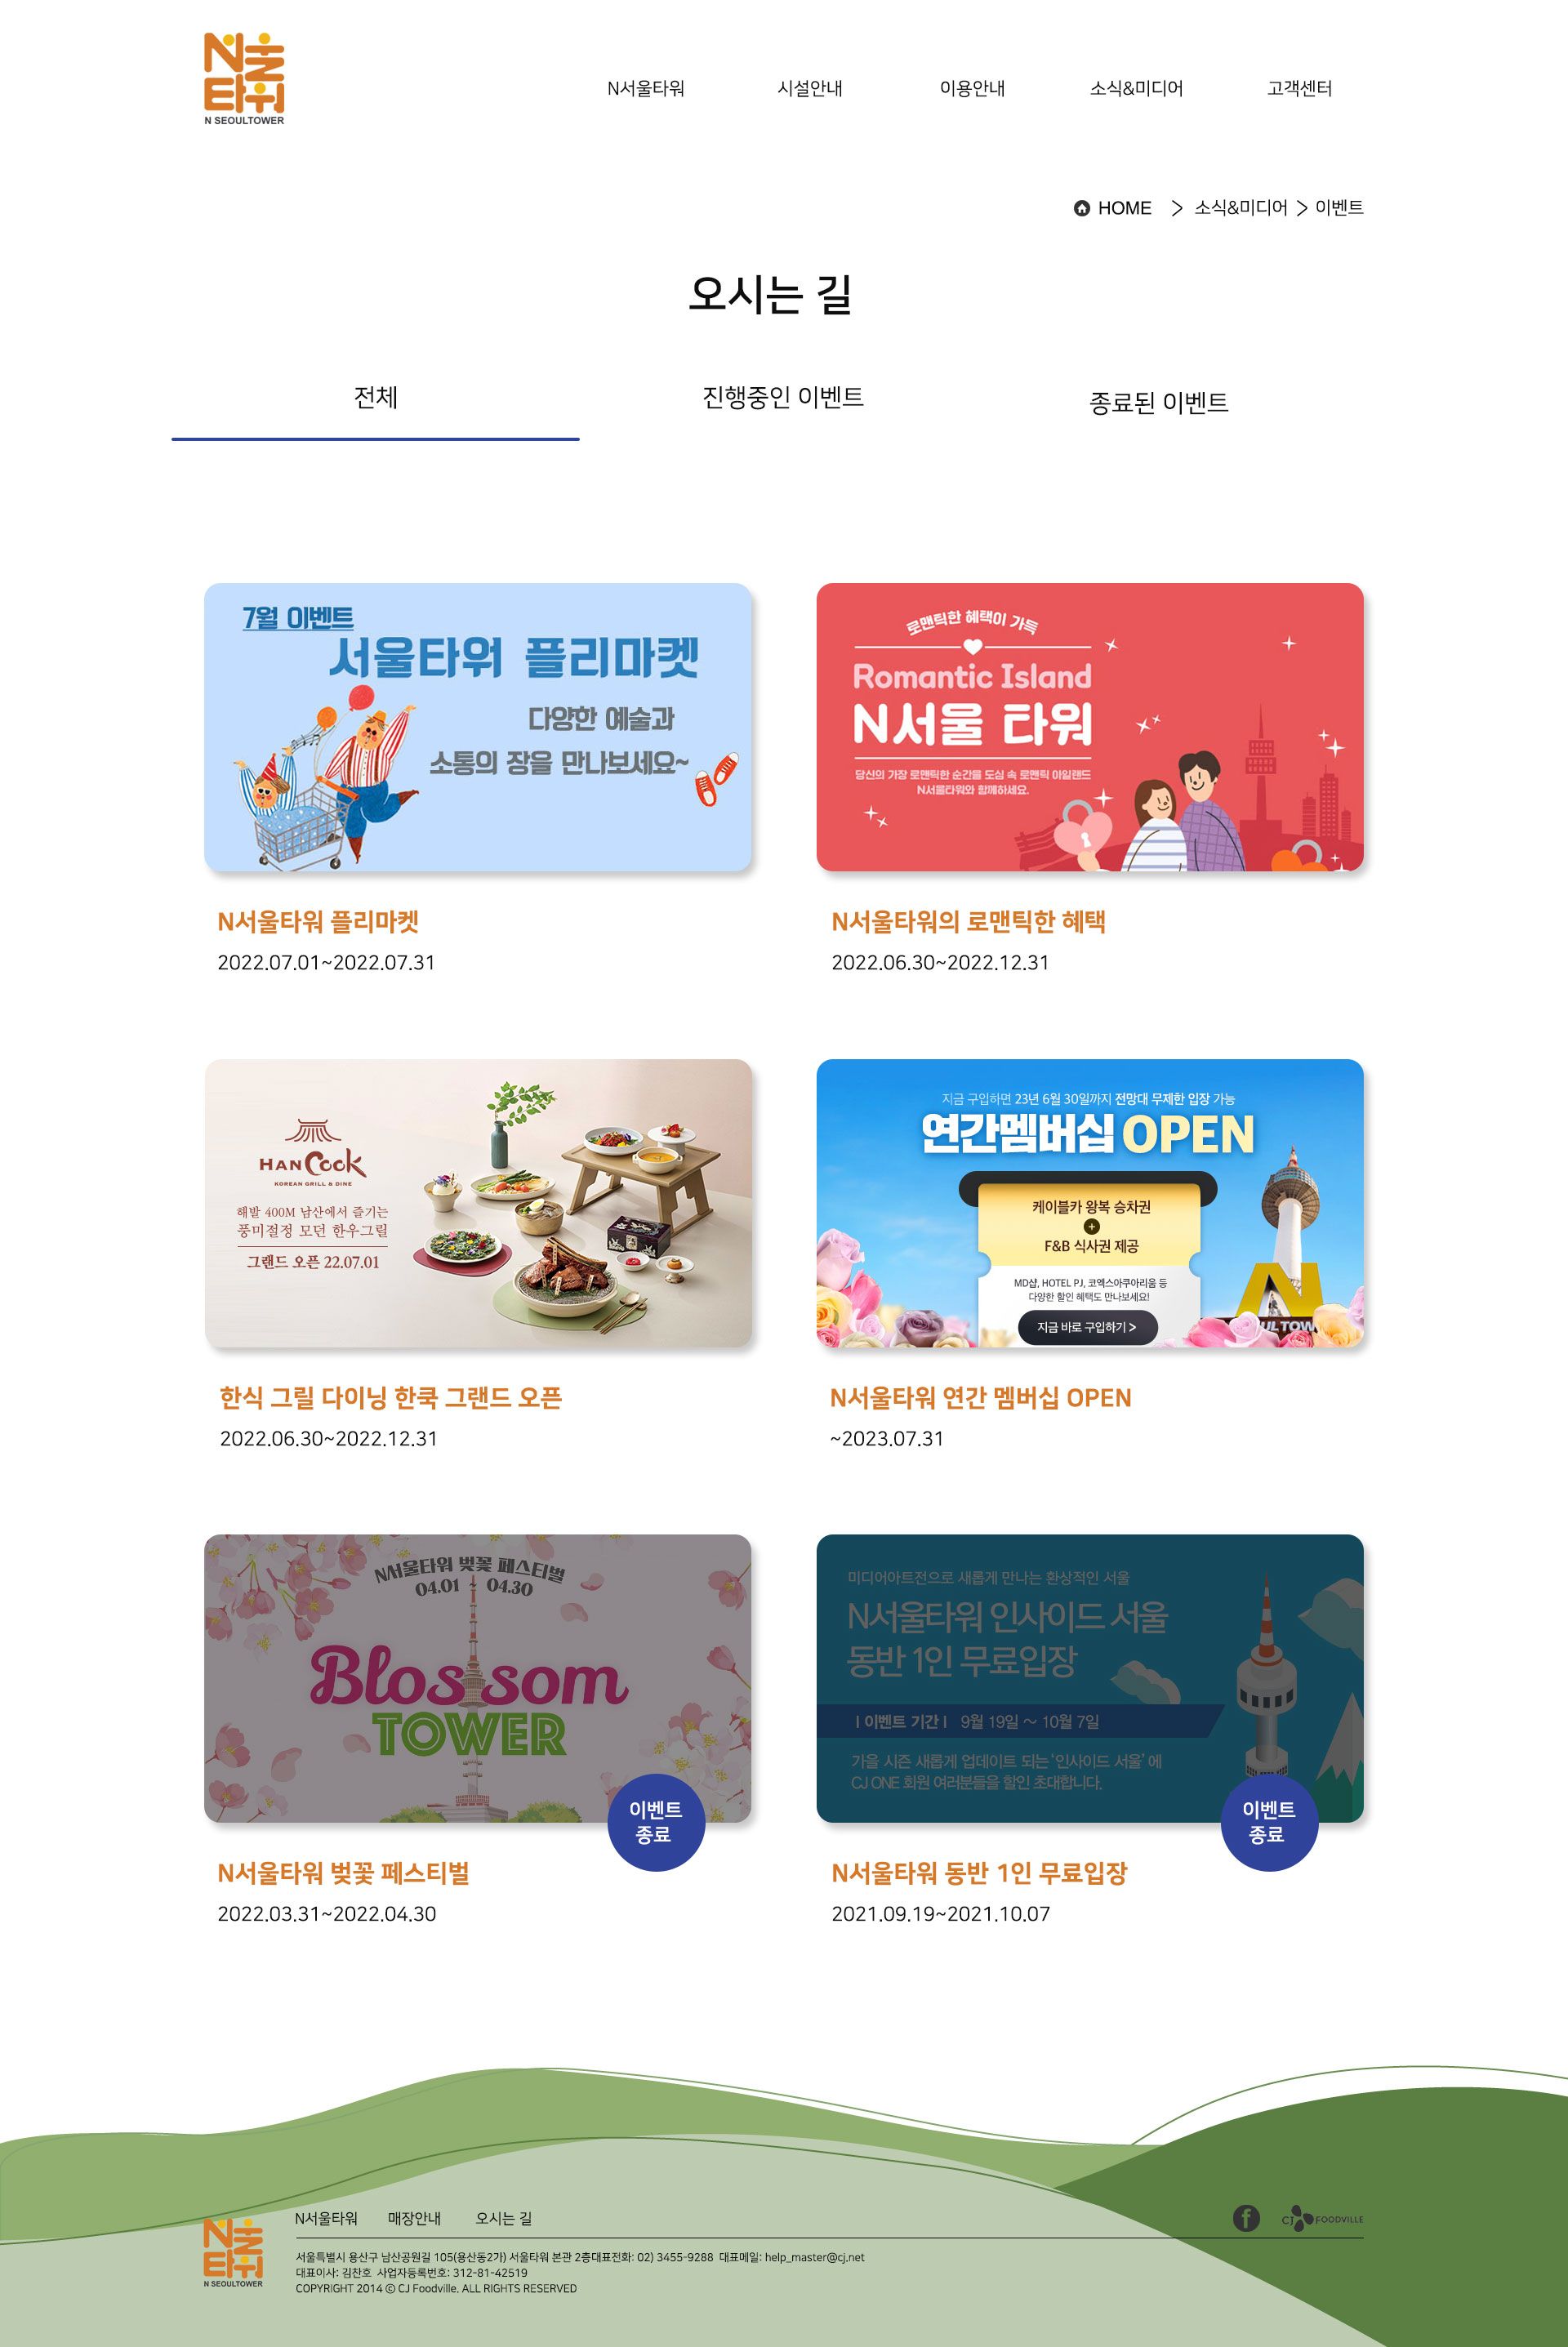 N서울타워
N SEOULTOWER
N서울타워 시설안내 이용안내 소식&미디어 고객센터
HOME > 소식&미디어 > 이벤트
오시는 길
전체 진행중인 이벤트 종료된 이벤트
7월 이벤트
서울타워 플리마켓
다양한 예술과
소통의 장을 만나보세요~
로맨틱한 혜택이 가득
Romantic Island
N서울 타워
당신의 가장 로맨틱한 순간을 도심 속 로맨틱 아일랜드
N서울타워와 함께하세요.
N서울타워 플리마켓
2022.07.01~2022.07.31
N서울타워의 로맨틱한 혜택
2022.06.30~2022.12.31
HAN Cook
KOREAN GRILL & DINE
해발 400M 남산에서 즐기는
풍미절정 모던 한우그릴
그랜드 오픈 22.07.01
지금 구입하면 23년 6월 30일까지 전망대 무제한 입장 가능
연간멤버십 OPEN
케이블카 왕복 승차권
+
F&B 식사권 제공
MD샵, HOTEL PJ, 코엑스아쿠아리움 등
다양한 할인 혜택도 만나보세요!
지금 바로 구입하기 >
N
UL TOW
한식 그릴 다이닝 한쿡 그랜드 오픈
2022.06.30~2022.12.31
N서울타워 연간 멤버십 OPEN
~2023.07.31
N서울타워 벚꽃 페스티벌
04.01 - 04.30
Blossom
TOWER
이벤트
종료
미디어아트전으로 새롭게 만나는 환상적인 서울
N서울타워 인사이드 서울
동반 1인 무료입장
| 이벤트 기간 | 9월 19일 ~ 10월 7일
가을 시즌 새롭게 업데이트 되는 '인사이드 서울' 에
CJ ONE 회원 여러분들을 할인 초대합니다.
이벤트
종료
N서울타워 벚꽃 페스티벌
2022.03.31~2022.04.30
N서울타워 동반 1인 무료입장
2021.09.19~2021.10.07
N서울타워 매장안내 오시는 길
f
CJ FOODVILLE
N서울타워
N SEOULTOWER
서울특별시 용산구 남산공원길 105(용산동2가) 서울타워 본관 2층대표전화: 02) 3455-9288 대표메일: help_master@cj.net
대표이사: 김찬호 사업자등록번호: 312-81-42519
COPYRIGHT 2014 ⓒ CJ Foodville. ALL RIGHTS RESERVED